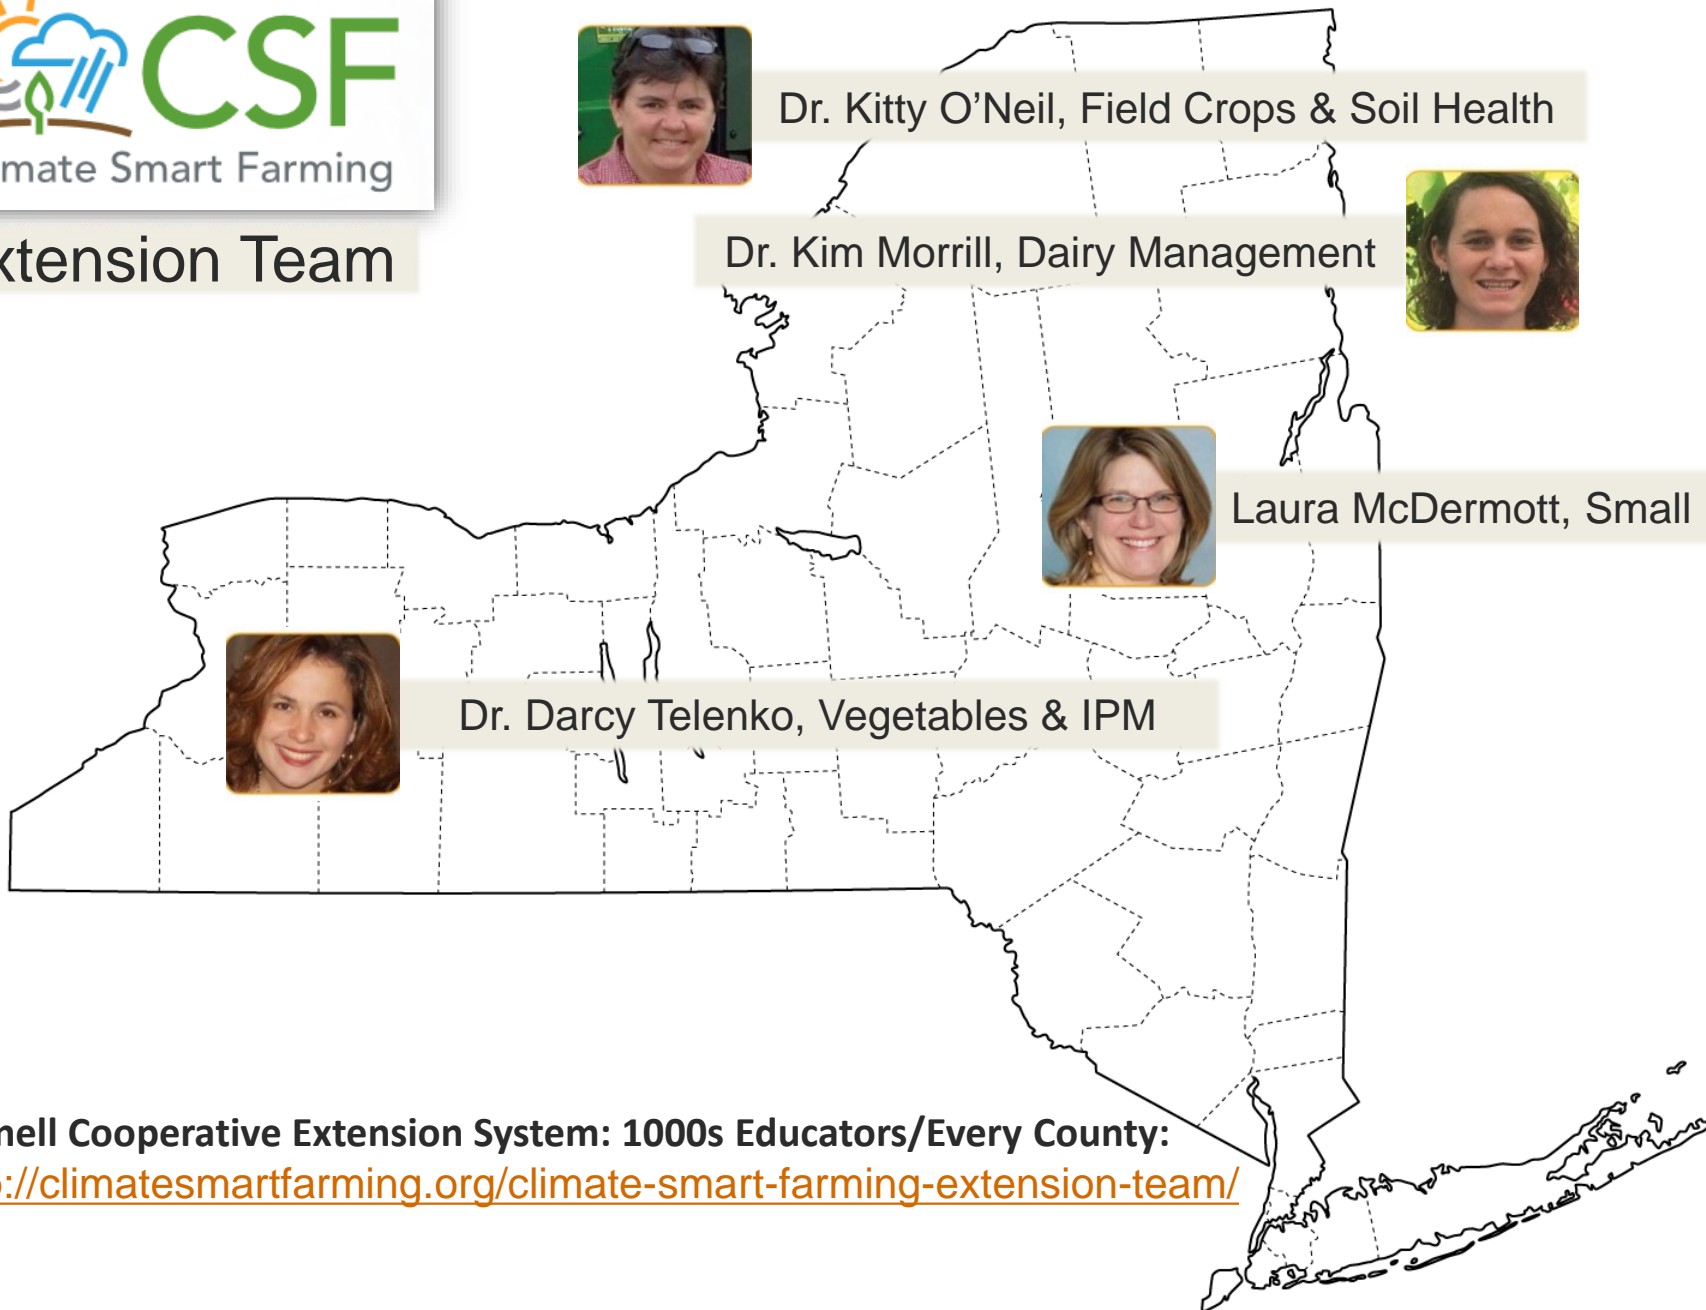 CSF
mate Smart Farming
xtension Team
Dr. Kitty O’Neil, Field Crops & Soil Health
Dr. Kim Morrill, Dairy Management
Laura McDermott, Small
Dr. Darcy Telenko, Vegetables & IPM
nell Cooperative Extension System: 1000s Educators/Every County:
://climatesmartfarming.org/climate-smart-farming-extension-team/